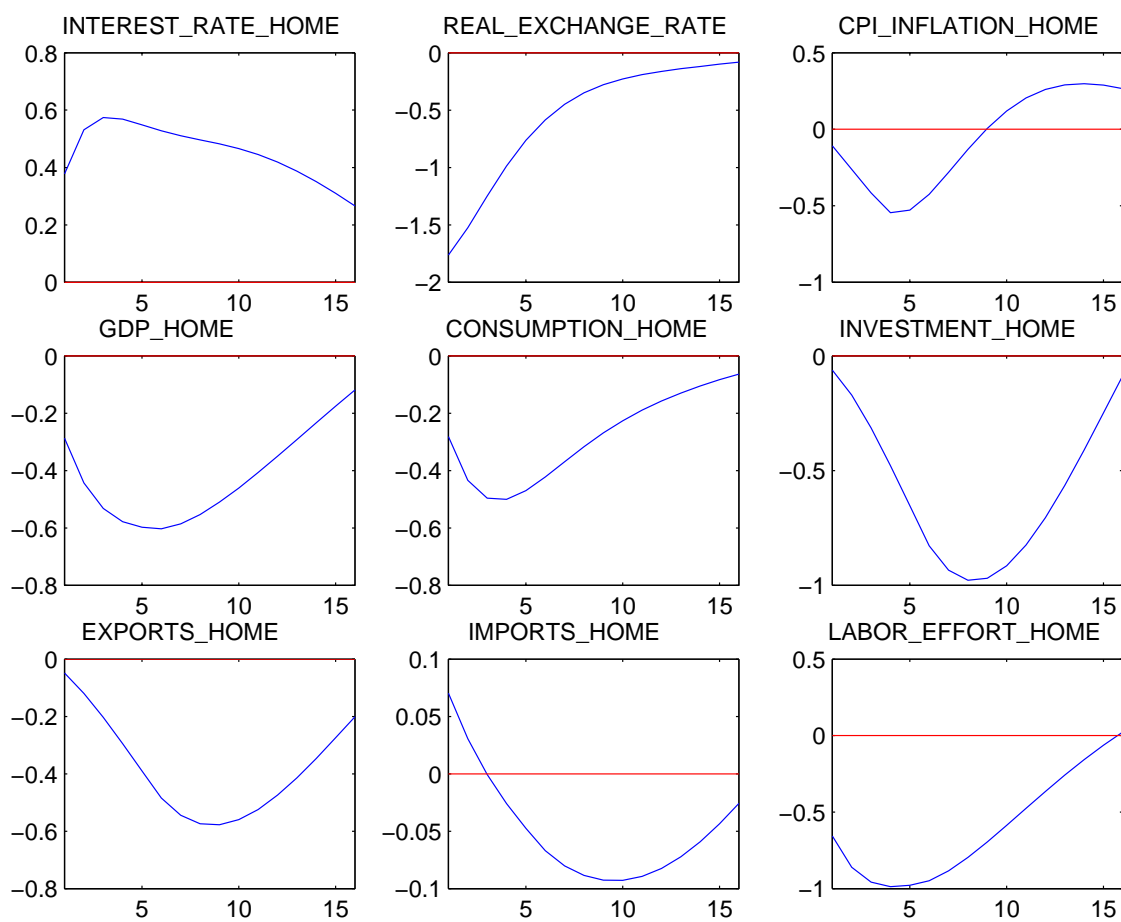 INTEREST_RATE_HOME REAL_EXCHANGE_RATE CPI_INFLATION_HOME
0.8 0 0.5
0.6 −0.5 0
0.4 −1 −0.5
0.2 −1.5 −1
0 −2
5 10 15 5 10 15 5 10 15
GDP_HOME CONSUMPTION_HOME INVESTMENT_HOME
0 0 0
−0.2 −0.2 −0.5
−0.4 −0.4 −1
−0.6 −0.6
−0.8 −0.8
5 10 15 5 10 15 5 10 15
EXPORTS_HOME IMPORTS_HOME LABOR_EFFORT_HOME
0 0.1 0.5
−0.2 0.05 0
−0.4 0 −0.5
−0.6 −0.05 −1
−0.8 −0.1
5 10 15 5 10 15 5 10 15